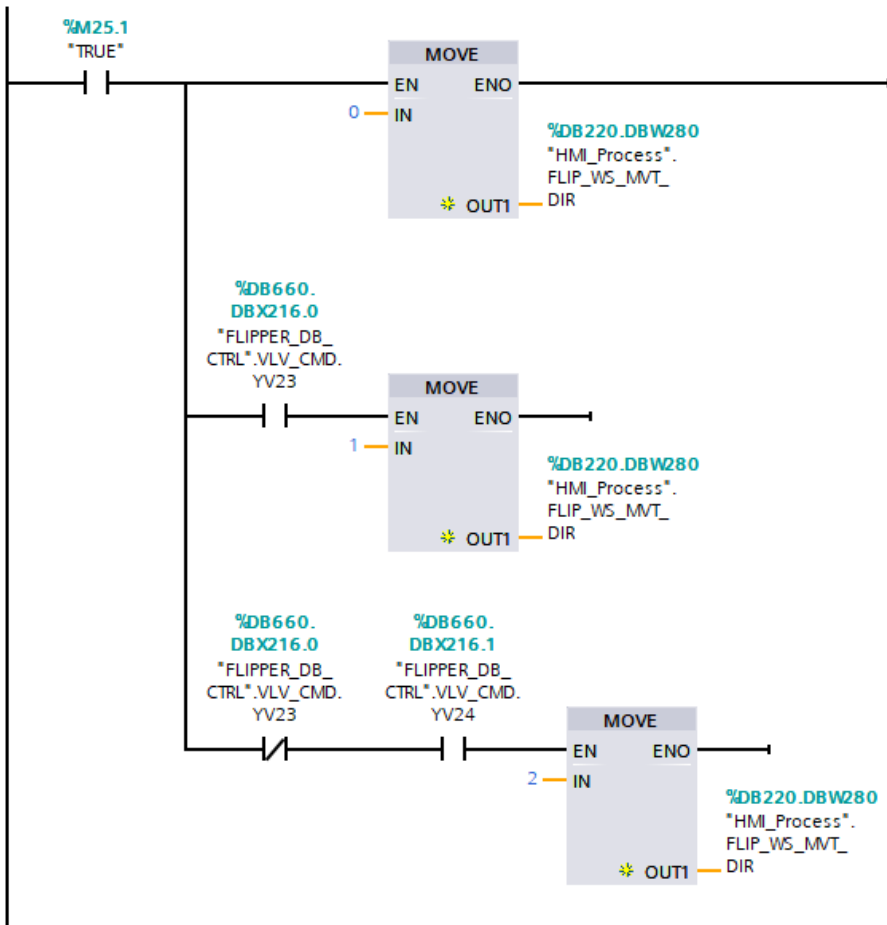 %M25.1
"TRUE"
MOVE
EN ENO
0 IN
%DB220.DBW280
"HMI_Process".
FLIP_WS_MVT_
OUT1 DIR
%DB660.
DBX216.0
"FLIPPER_DB_
CTRL".VLV_CMD.
YV23
MOVE
EN ENO
1 IN
%DB220.DBW280
"HMI_Process".
FLIP_WS_MVT_
OUT1 DIR
%DB660.
DBX216.0
"FLIPPER_DB_
CTRL".VLV_CMD.
YV23
%DB660.
DBX216.1
"FLIPPER_DB_
CTRL".VLV_CMD.
YV24
MOVE
EN ENO
2 IN
%DB220.DBW280
"HMI_Process".
FLIP_WS_MVT_
OUT1 DIR